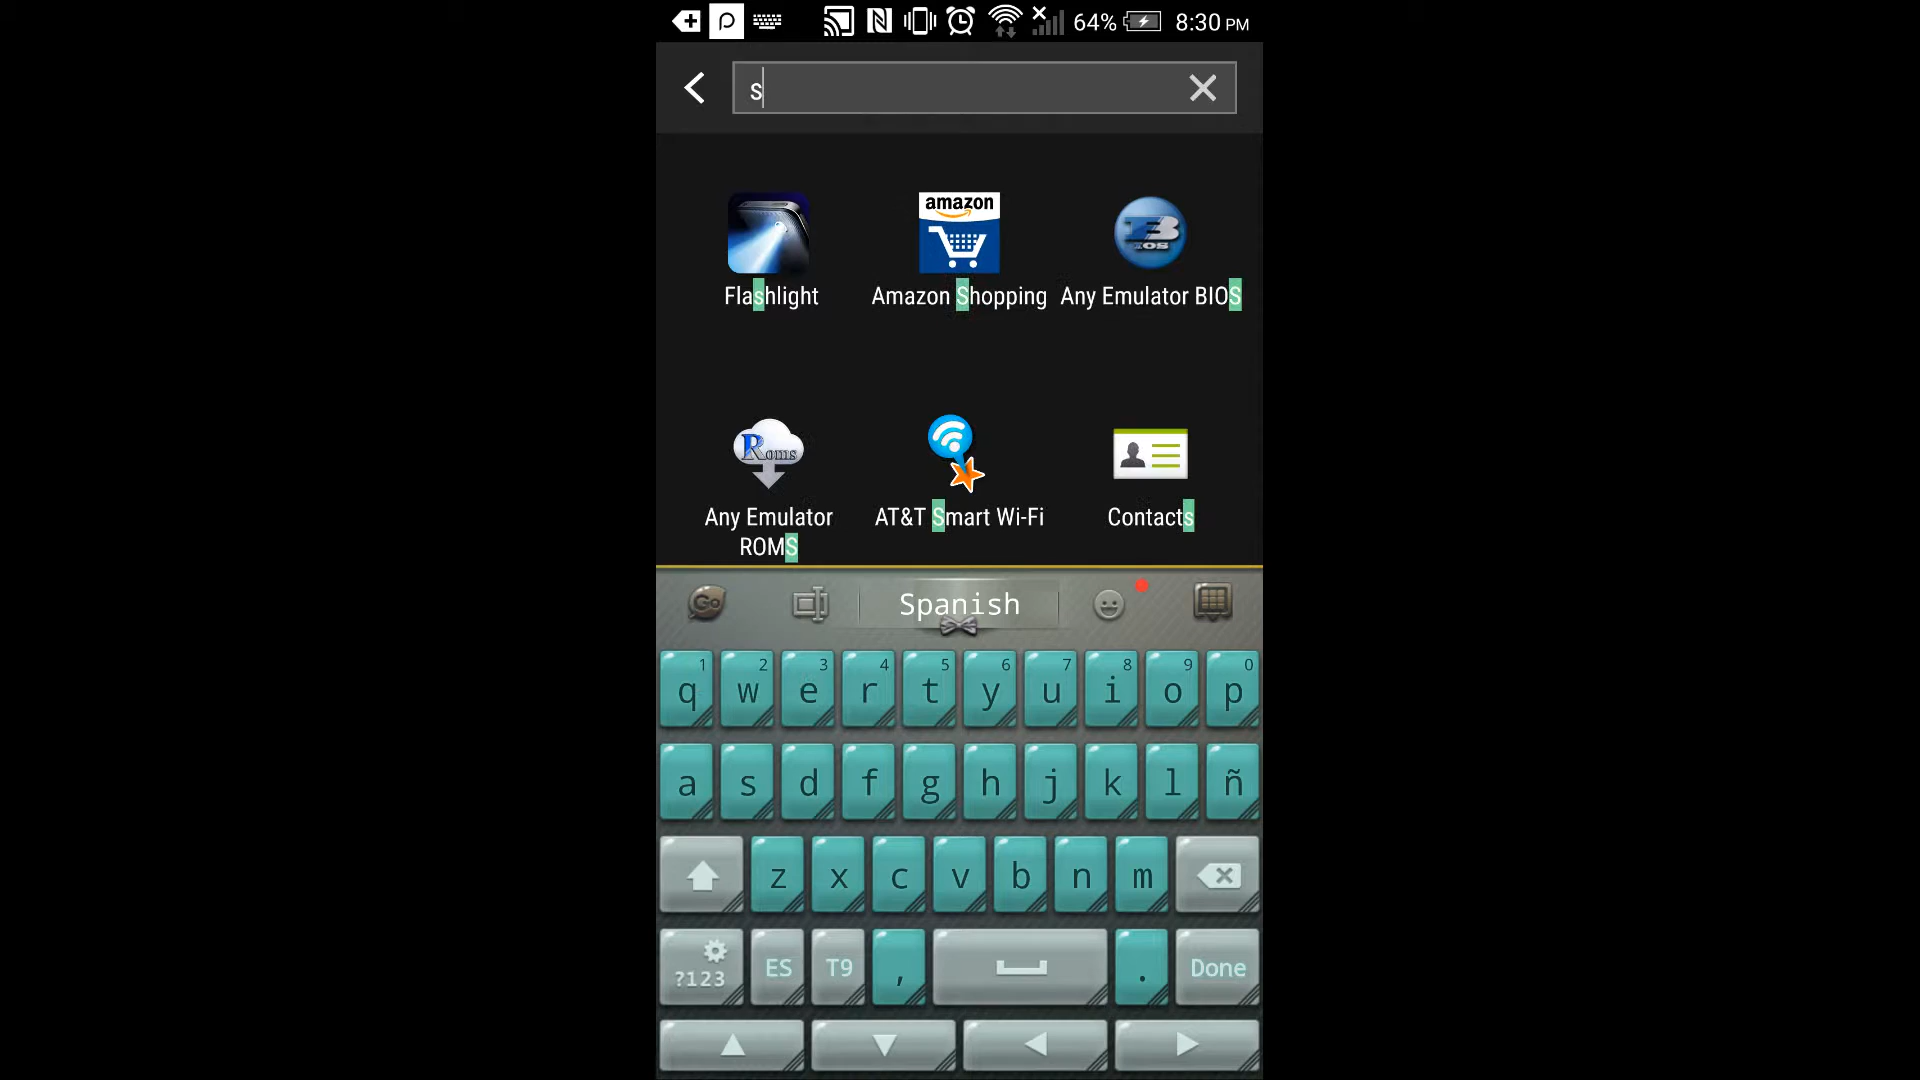 64% 8:30 PM
s
amazon
B
IOS
Flashlight Amazon Shopping Any Emulator BIOS
Roms
Any Emulator
ROMS
AT&T Smart Wi-Fi
Contacts
Go Spanish
1 2 3 4 5 6 7 8 9 0
q w e r t y u i o p
a s d f g h j k l ñ
z x c v b n m
?123 ES T9 , . Done